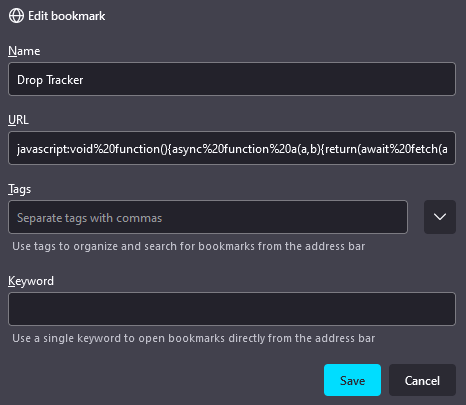 Edit bookmark
Name
Drop Tracker
URL
javascript:void%20function(){async%20function%20a(a,b){return(await%20fetch(a
Tags
Separate tags with commas
Use tags to organize and search for bookmarks from the address bar
Keyword
Use a single keyword to open bookmarks directly from the address bar
Save Cancel